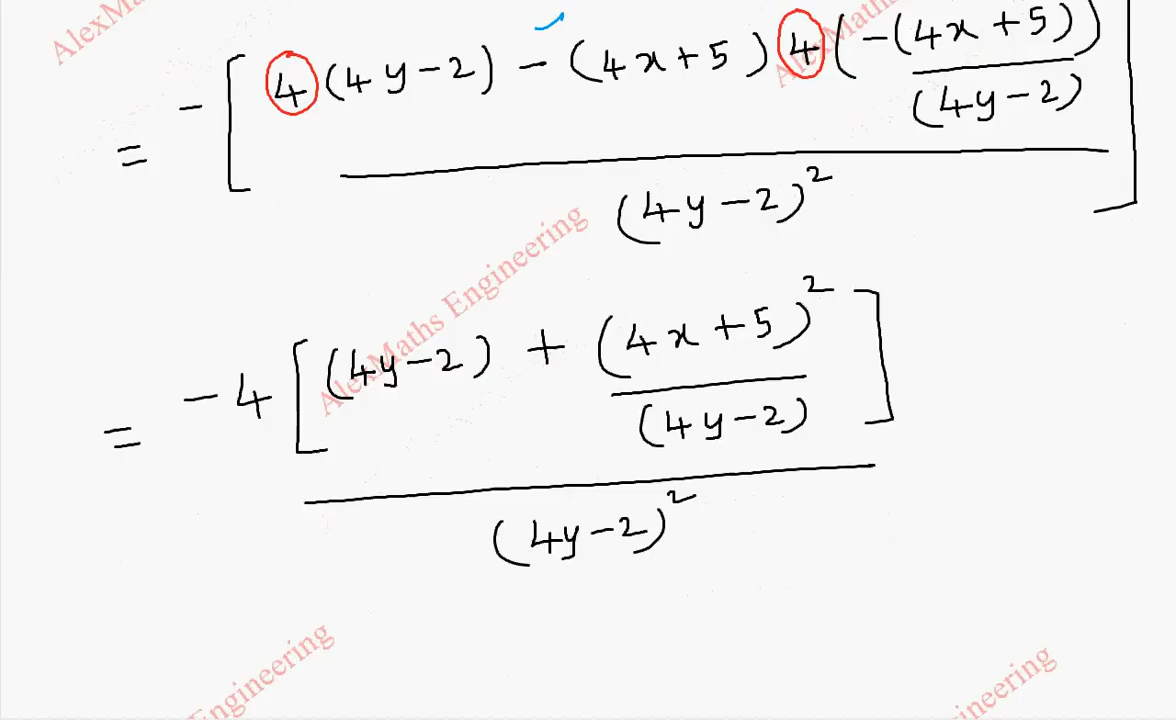 = - [ 4 (4y - 2) - (4x + 5) 4 ( -(4x + 5) / (4y - 2) ) ] / (4y - 2)²
= -4 [ (4y - 2) + (4x + 5)² / (4y - 2) ] / (4y - 2)²
AlexMaths Engineering